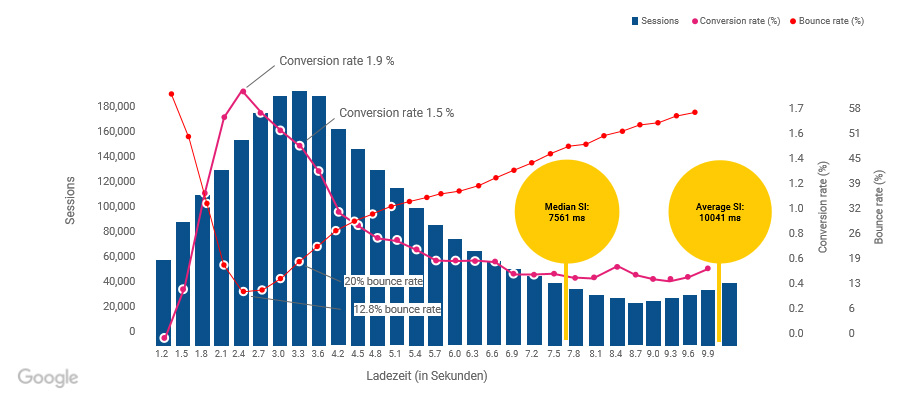 Sessions Conversion rate (%) Bounce rate (%)
Conversion rate 1.9 %
Conversion rate 1.5 %
20% bounce rate
12.8% bounce rate
Median SI:
7561 ms
Average SI:
10041 ms
Sessions
180,000
160,000
140,000
120,000
100,000
80,000
60,000
40,000
20,000
0
Conversion rate (%)
1.7
1.6
1.4
1.2
1.0
0.8
0.6
0.4
0.2
0.0
Bounce rate (%)
58
51
45
39
32
26
19
13
6
0
1.2 1.5 1.8 2.1 2.4 2.7 3.0 3.3 3.6 4.2 4.5 4.8 5.1 5.4 5.7 6.0 6.3 6.6 6.9 7.2 7.5 7.8 8.1 8.4 8.7 9.0 9.3 9.6 9.9
Ladezeit (in Sekunden)
Google